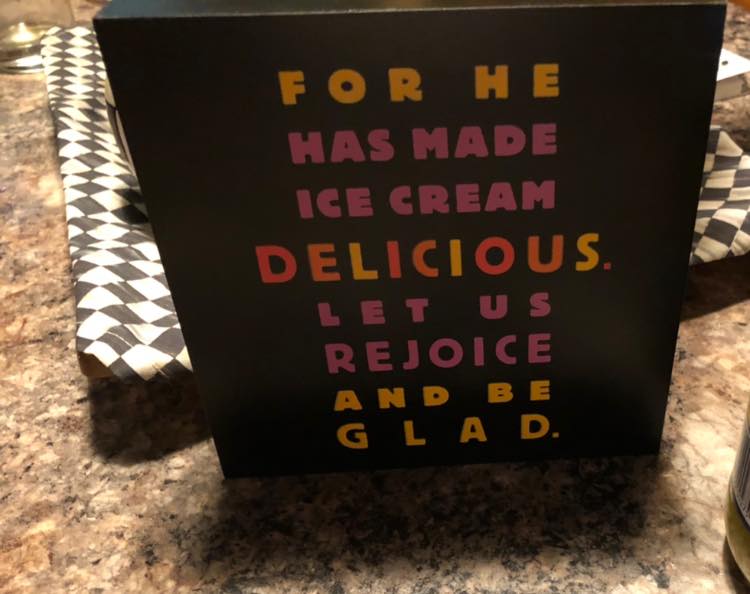 FOR HE
HAS MADE
ICE CREAM
DELICIOUS.
LET US
REJOICE
AND BE
GLAD.